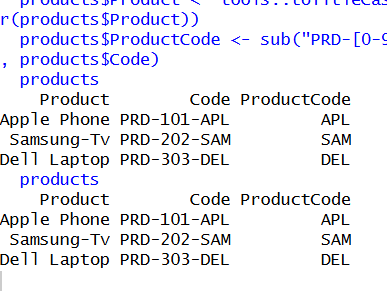 products$Product <- tools::toTitleCas
r(products$Product))
products$ProductCode <- sub("PRD-[0-9
, products$Code)
products
Product Code ProductCode
Apple Phone PRD-101-APL APL
Samsung-Tv PRD-202-SAM SAM
Dell Laptop PRD-303-DEL DEL
products
Product Code ProductCode
Apple Phone PRD-101-APL APL
Samsung-Tv PRD-202-SAM SAM
Dell Laptop PRD-303-DEL DEL